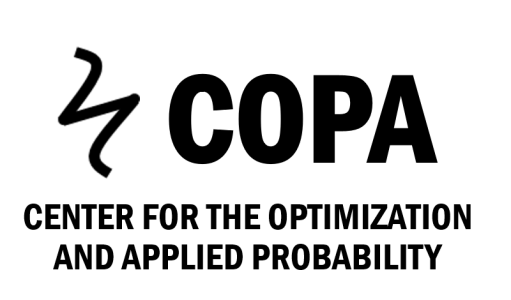 COPA
CENTER FOR THE OPTIMIZATION
AND APPLIED PROBABILITY